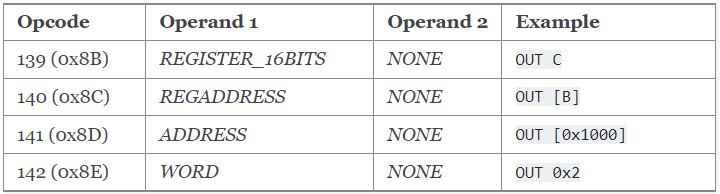 Opcode Operand 1 Operand 2 Example
139 (0x8B) REGISTER_16BITS NONE OUT C
140 (0x8C) REGADDRESS NONE OUT [B]
141 (0x8D) ADDRESS NONE OUT [0x1000]
142 (0x8E) WORD NONE OUT 0x2